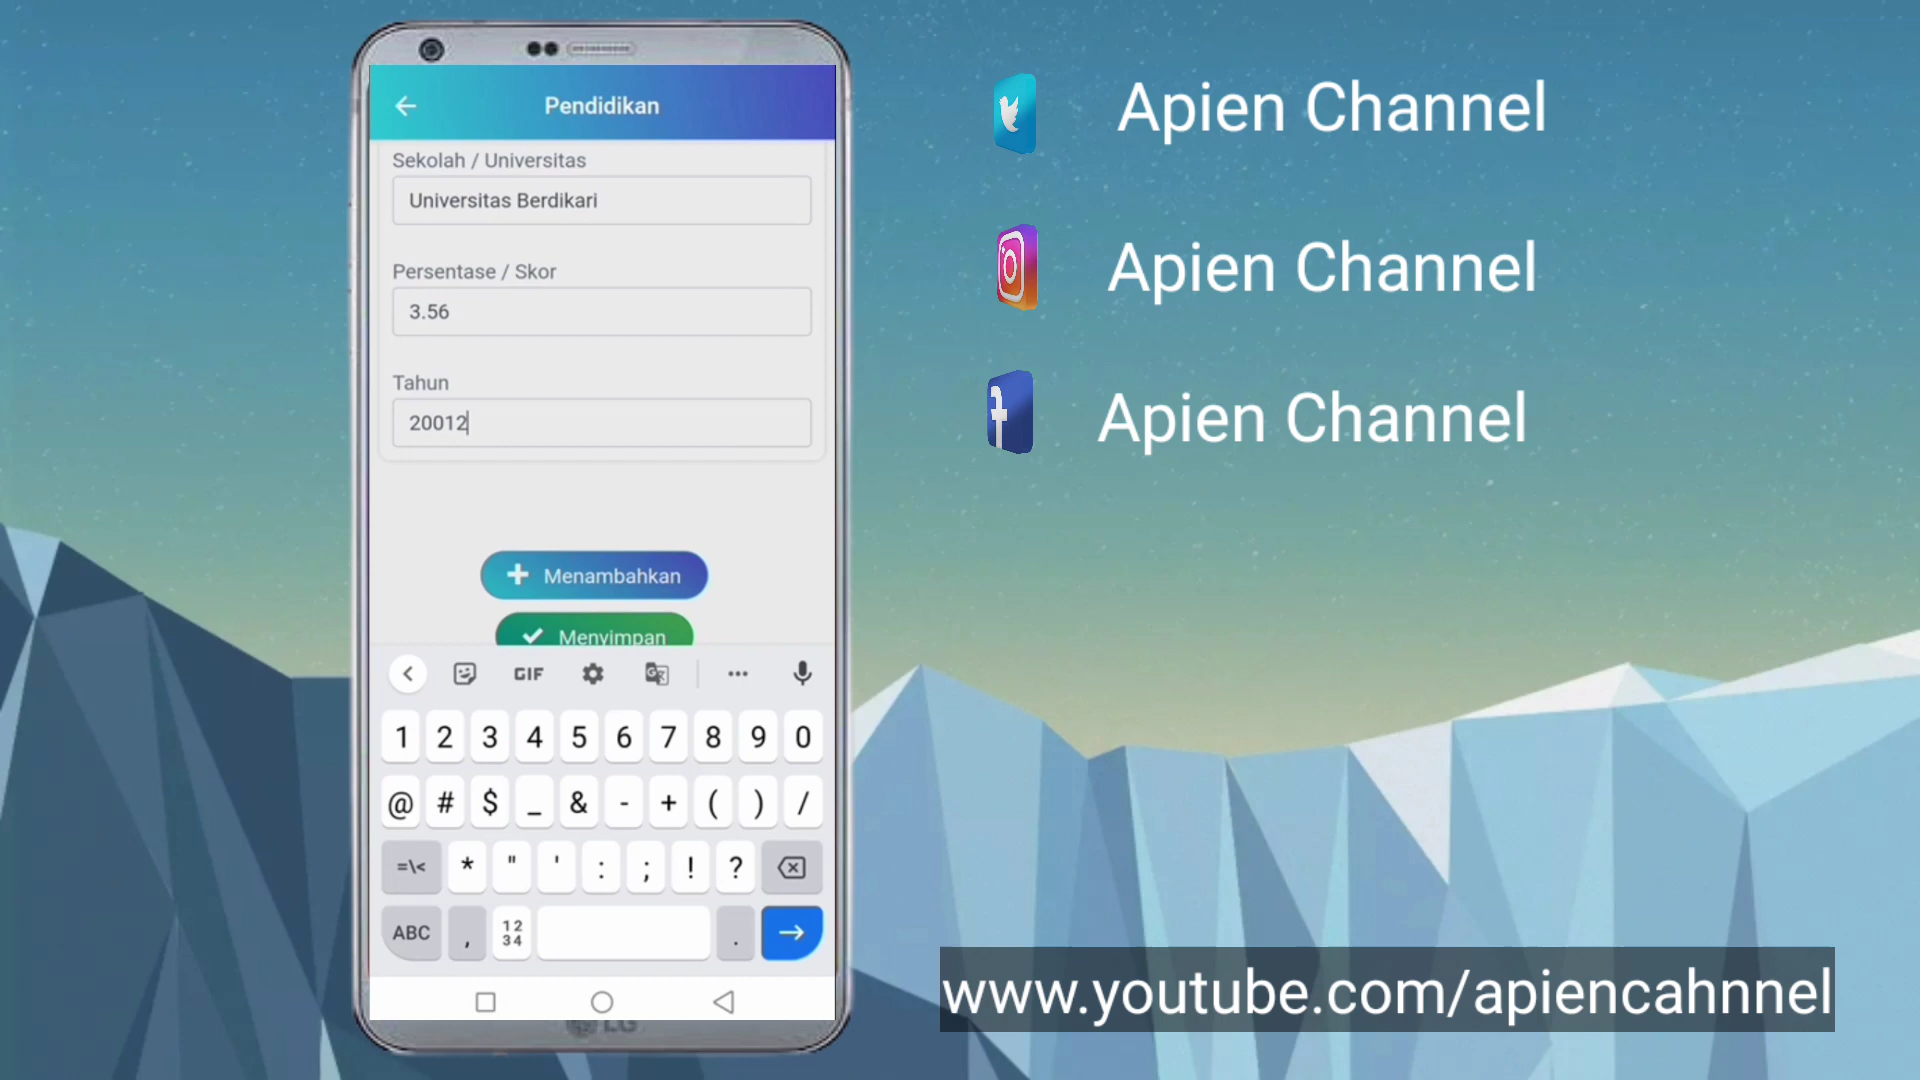 Pendidikan
Sekolah / Universitas
Universitas Berdikari
Persentase / Skor
3.56
Tahun
20012
Menambahkan
Menyimpan
GIF
1 2 3 4 5 6 7 8 9 0
@ # $ _ & - + ( ) /
=\< * " ' : ; ! ?
ABC , 12 34 .
LG
Apien Channel
Apien Channel
Apien Channel
www.youtube.com/apiencahnnel